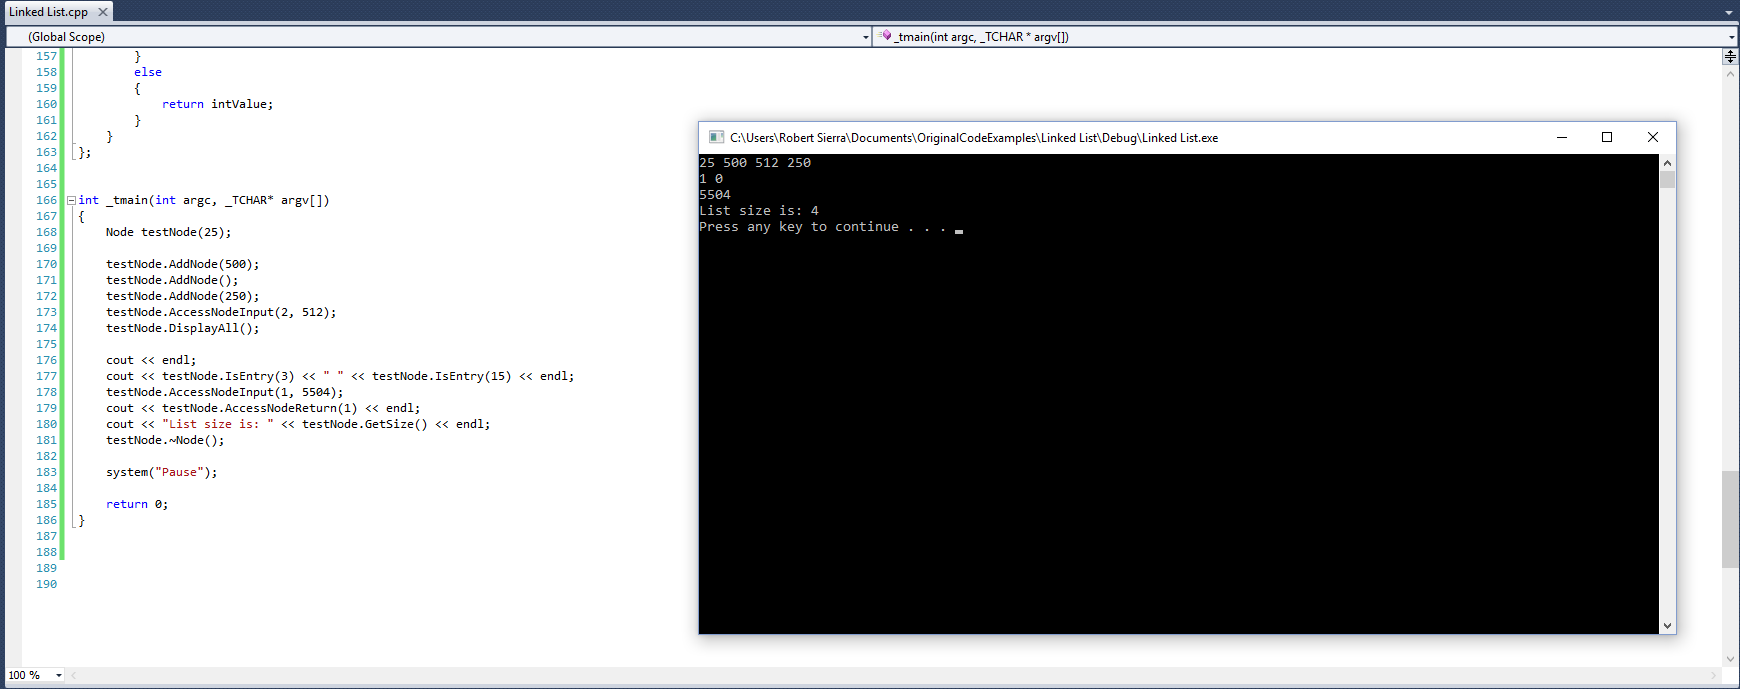 Linked List.cpp
(Global Scope)
_tmain(int argc, _TCHAR * argv[])
157 }
158 else
159 {
160 return intValue;
161 }
162 }
163 };
164
165
166 int _tmain(int argc, _TCHAR* argv[])
167 {
168 Node testNode(25);
169
170 testNode.AddNode(500);
171 testNode.AddNode();
172 testNode.AddNode(250);
173 testNode.AccessNodeInput(2, 512);
174 testNode.DisplayAll();
175
176 cout << endl;
177 cout << testNode.IsEntry(3) << " " << testNode.IsEntry(15) << endl;
178 testNode.AccessNodeInput(1, 5504);
179 cout << testNode.AccessNodeReturn(1) << endl;
180 cout << "List size is: " << testNode.GetSize() << endl;
181 testNode.~Node();
182
183 system("Pause");
184
185 return 0;
186 }
187
188
189
190
100 %
C:\Users\Robert Sierra\Documents\OriginalCodeExamples\Linked List\Debug\Linked List.exe
25 500 512 250
1 0
5504
List size is: 4
Press any key to continue . . .